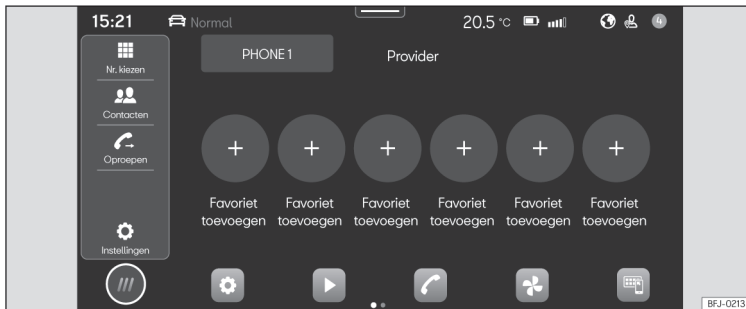 15:21 Normal 20.5 °C 4
PHONE 1 Provider
Nr. kiezen
Contacten
Oproepen
Instellingen
Favoriet toevoegen
Favoriet toevoegen
Favoriet toevoegen
Favoriet toevoegen
Favoriet toevoegen
Favoriet toevoegen
BFJ-0213